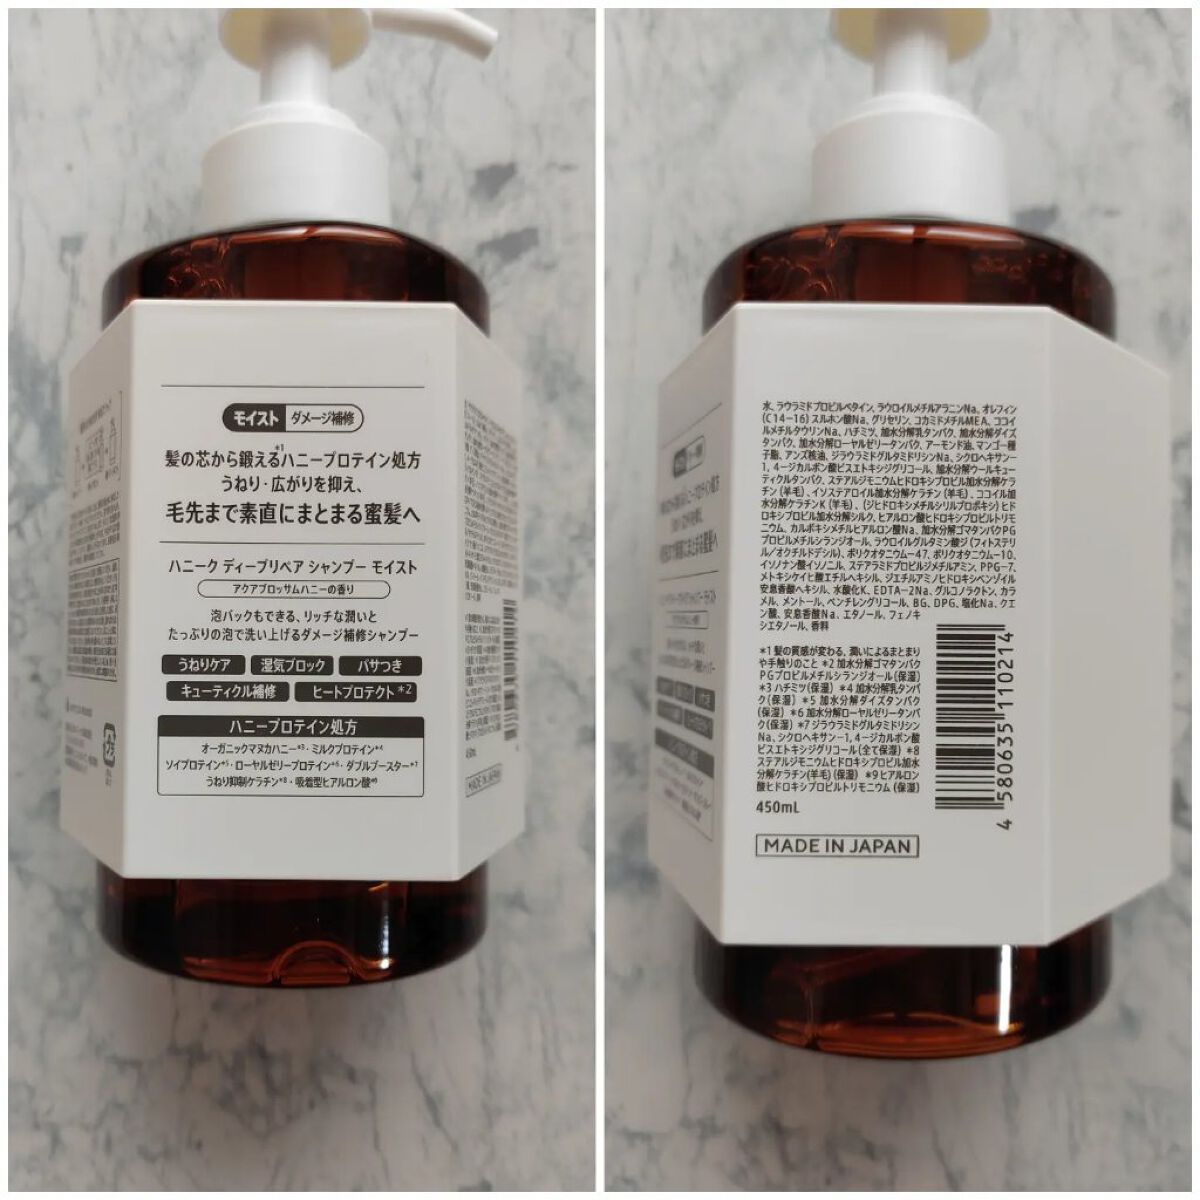 モイスト ダメージ補修
髪の芯から鍛える*1ハニープロテイン処方
うねり・広がりを抑え、
毛先まで素直にまとまる蜜髪へ
ハニーク ディープリペア シャンプー モイスト
アクアブロッサムハニーの香り
泡パックもできる、リッチな潤いと
たっぷりの泡で洗い上げるダメージ補修シャンプー
うねりケア 湿気ブロック パサつき
キューティクル補修 ヒートプロテクト*2
ハニープロテイン処方
オーガニックマヌカハニー*3・ミルクプロテイン*4
ソイプロテイン*5・ローヤルゼリープロテイン*6・ダブルブースター*7
うねり抑制ケラチン*8・吸着型ヒアルロン酸*9
MADE IN JAPAN
水、ラウラミドプロピルベタイン、ラウロイルメチルアラニンNa、オレフィン
(C14-16)スルホン酸Na、グリセリン、コカミドメチルMEA、ココイ
ルメチルタウリンNa、ハチミツ、加水分解乳タンパク、加水分解ダイズ
タンパク、加水分解ローヤルゼリータンパク、アーモンド油、マンゴー種
子脂、アンズ核油、ジラウロイルグルタミン酸リシンNa、シクロヘキサン-
1,4-ジカルボン酸ビスエトキシジグリコール、加水分解ウールキュー
ティクルタンパク、ステアルジモニウムヒドロキシプロピル加水分解ケラ
チン(羊毛)、イソステアロイル加水分解ケラチン(羊毛)、ココイル加
水分解ケラチンK(羊毛)、(ジヒドロキシメチルシリルプロポキシ)ヒド
ロキシプロピル加水分解シルク、ヒアルロン酸ヒドロキシプロピルトリモ
ニウム、カルボキシメチルヒアルロン酸Na、加水分解ゴマタンパクPG
プロピルメチルシランジオール、ラウロイルグルタミン酸ジ(フィトステリ
ル/オクチルドデシル)、ポリクオタニウム-47、ポリクオタニウム-10、
イソノナン酸イソノニル、ステアラミドプロピルジメチルアミン、PPG-7、
メトキシケイヒ酸エチルヘキシル、ジエチルアミノヒドロキシベンゾイル
安息香酸ヘキシル、水酸化K、EDTA-2Na、グルコノラクトン、カラ
メル、メントール、ペンチレングリコール、BG、DPG、塩化Na、クエ
ン酸、安息香酸Na、エタノール、フェノキ
シエタノール、香料
*1 髪の質感が変わる、潤いによるまとまり
や手触りのこと *2 加水分解ゴマタンパク
PGプロピルメチルシランジオール(保湿)
*3 ハチミツ(保湿) *4 加水分解乳タンパ
ク(保湿) *5 加水分解ダイズタンパク
(保湿) *6 加水分解ローヤルゼリータンパ
ク(保湿) *7 ジラウロイルグルタミン酸リシン
Na、シクロヘキサン-1,4-ジカルボン酸
ビスエトキシジグリコール(全て保湿) *8
ステアルジモニウムヒドロキシプロピル加水
分解ケラチン(羊毛)(保湿) *9 ヒアルロン
酸ヒドロキシプロピルトリモニウム(保湿)
450mL
4 580635 110214
MADE IN JAPAN